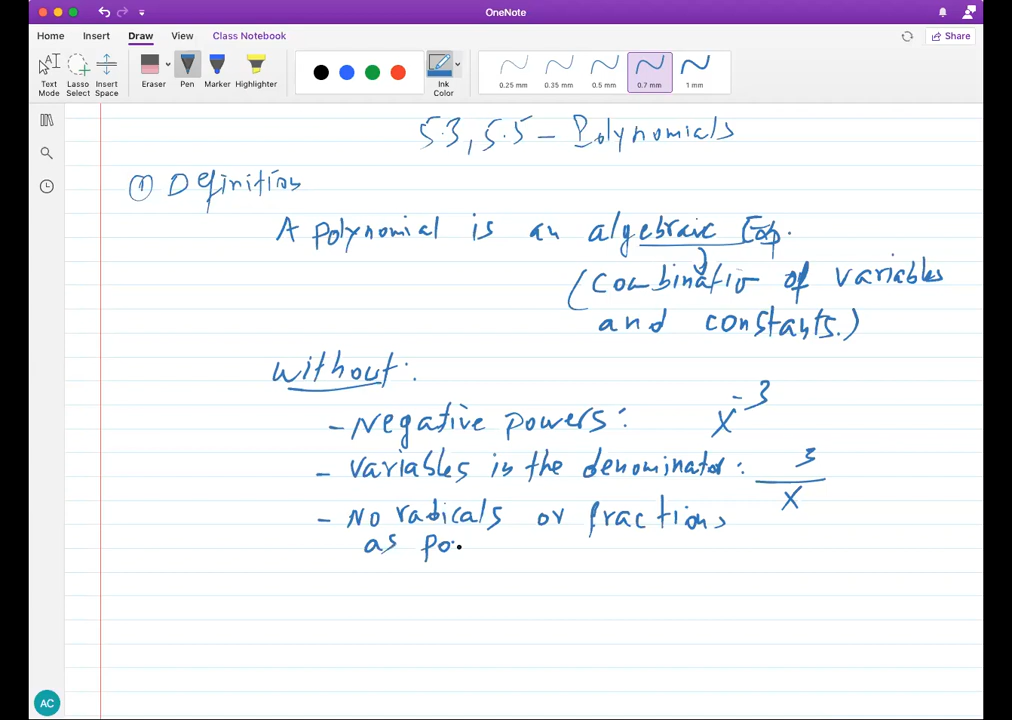 OneNote
Home Insert Draw View Class Notebook Share
Text Mode Lasso Select Insert Space Eraser Pen Marker Highlighter Ink Color 0.25 mm 0.35 mm 0.5 mm 0.7 mm 1 mm
5.3, 5.5 - Polynomials
① Definition
A polynomial is an algebraic Exp.
(Combination of variables
and constants.)
Without:
- Negative powers: x⁻³
- Variables in the denominator: 3/x
- No radicals or fractions
as po
AC